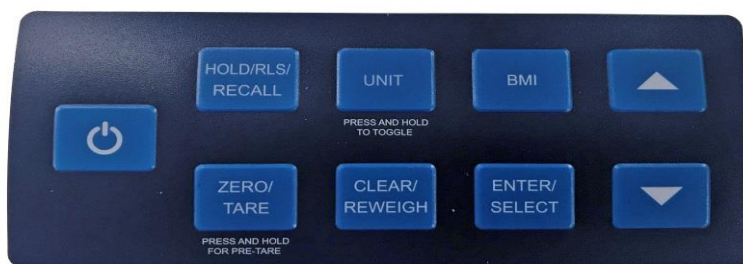 HOLD/RLS/
RECALL
UNIT
BMI
PRESS AND HOLD
TO TOGGLE
ZERO/
TARE
CLEAR/
REWEIGH
ENTER/
SELECT
PRESS AND HOLD
FOR PRE-TARE